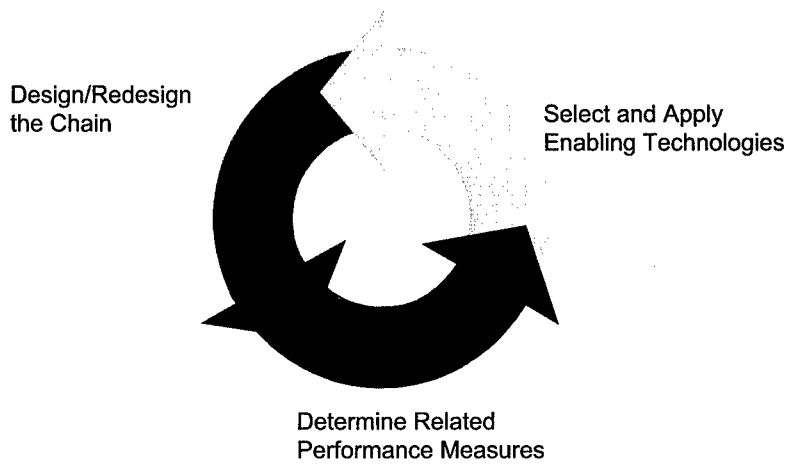 Design/Redesign
the Chain
Select and Apply
Enabling Technologies
Determine Related
Performance Measures